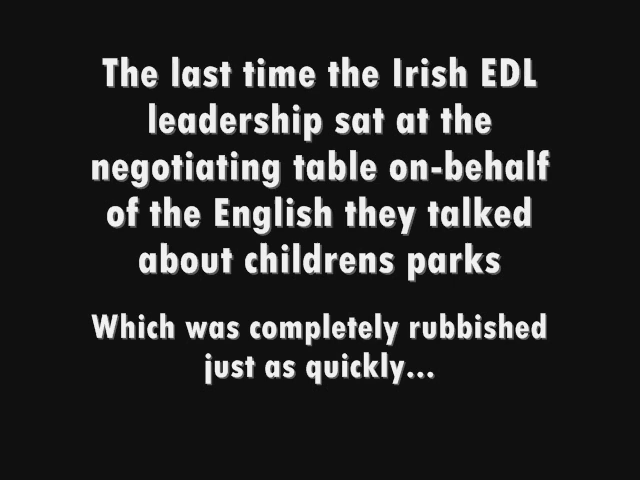 The last time the Irish EDL
leadership sat at the
negotiating table on-behalf
of the English they talked
about childrens parks
Which was completely rubbished
just as quickly...